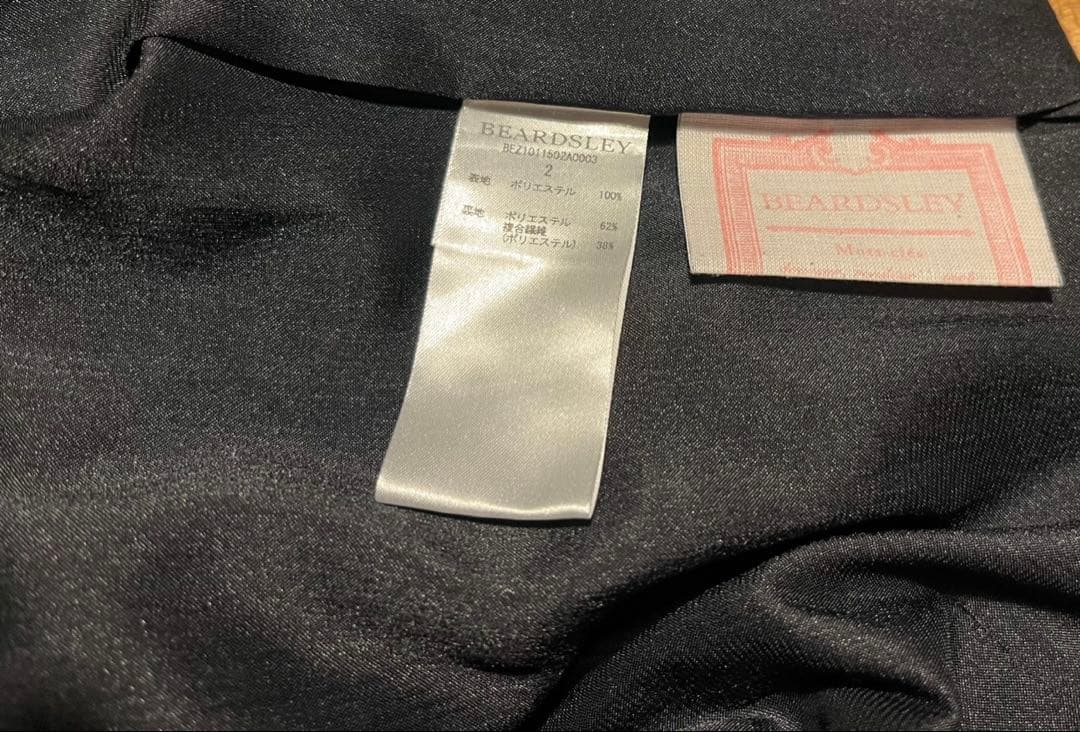 BEARDSLEY
BEZ1011502A0003
2
表地 ポリエステル 100%
裏地 ポリエステル 62%
複合繊維
(ポリエステル) 38%
BEARDSLEY